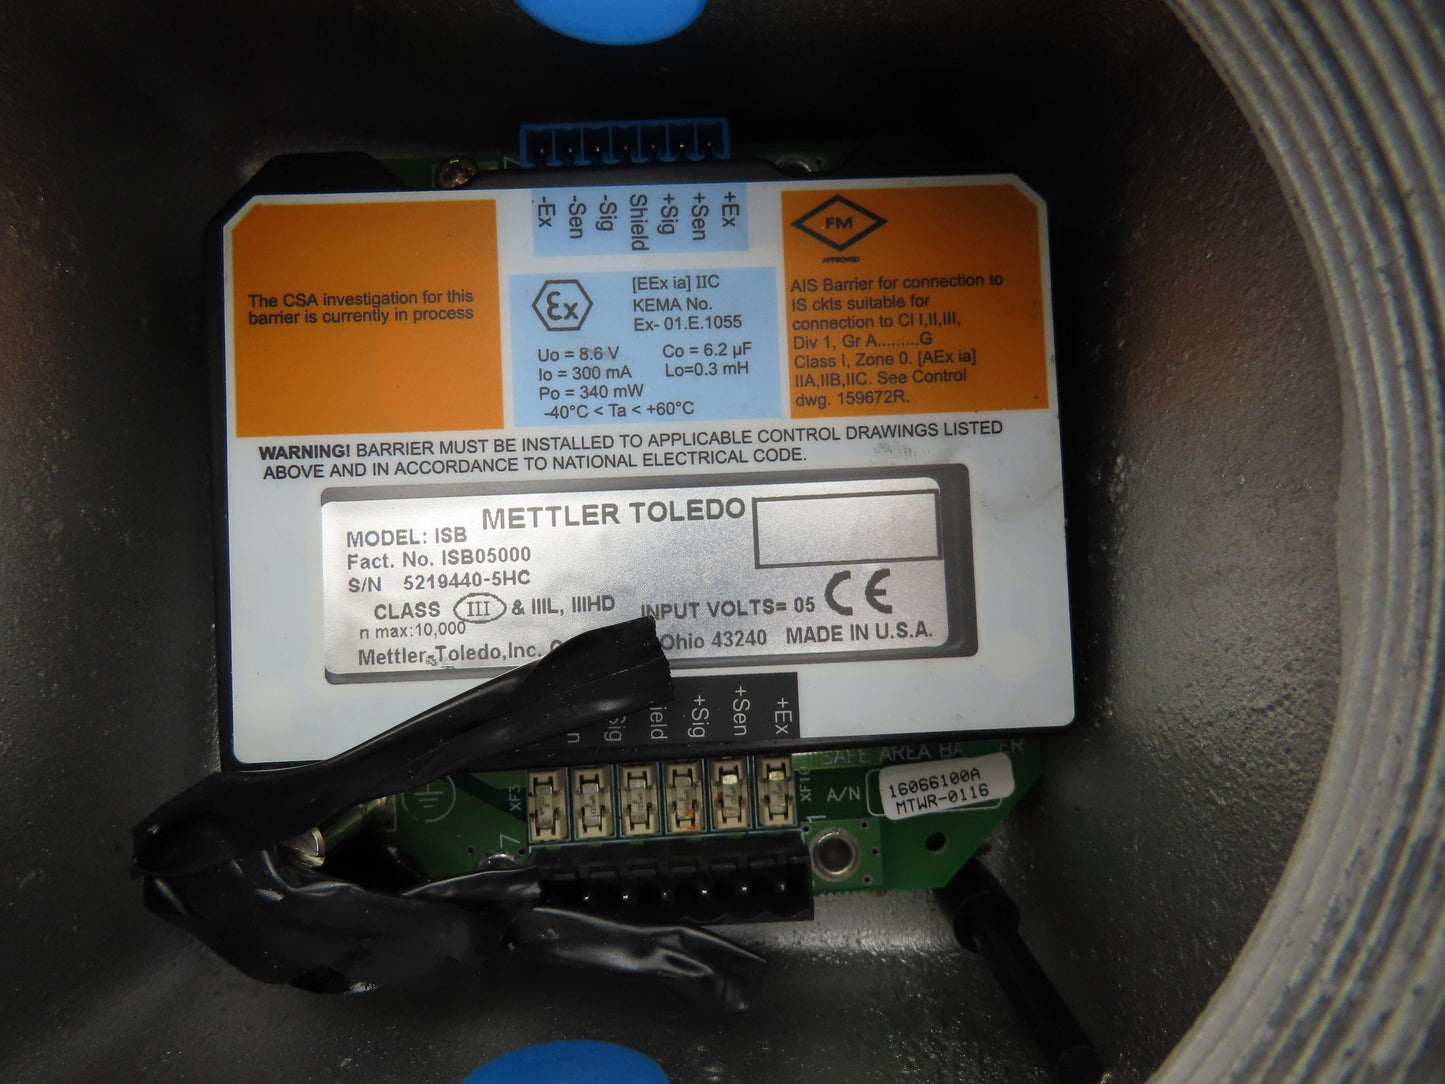 -Ex
-Sen
-Sig
Shield
+Sig
+Sen
+Ex
The CSA investigation for this
barrier is currently in process
Ex
[EEx ia] IIC
KEMA No.
Ex- 01.E.1055
Uo = 8.6 V
Io = 300 mA
Po = 340 mW
Co = 6.2 µF
Lo=0.3 mH
-40°C < Ta < +60°C
FM
APPROVED
AIS Barrier for connection to
IS ckts suitable for
connection to Cl I,II,III,
Div 1, Gr A.........G
Class I, Zone 0. [AEx ia]
IIA,IIB,IIC. See Control
dwg. 159672R.
WARNING! BARRIER MUST BE INSTALLED TO APPLICABLE CONTROL DRAWINGS LISTED
ABOVE AND IN ACCORDANCE TO NATIONAL ELECTRICAL CODE.
METTLER TOLEDO
MODEL: ISB
Fact. No. ISB05000
S/N 5219440-5HC
CLASS III & IIIL, IIIHD
INPUT VOLTS= 05 CE
n max:10,000
Mettler-Toledo,Inc. Ohio 43240 MADE IN U.S.A.
+Sig
+Sen
+Ex
SAFE AREA
XF3
XF10
A/N
16066100A
MTWR-0116
7
1